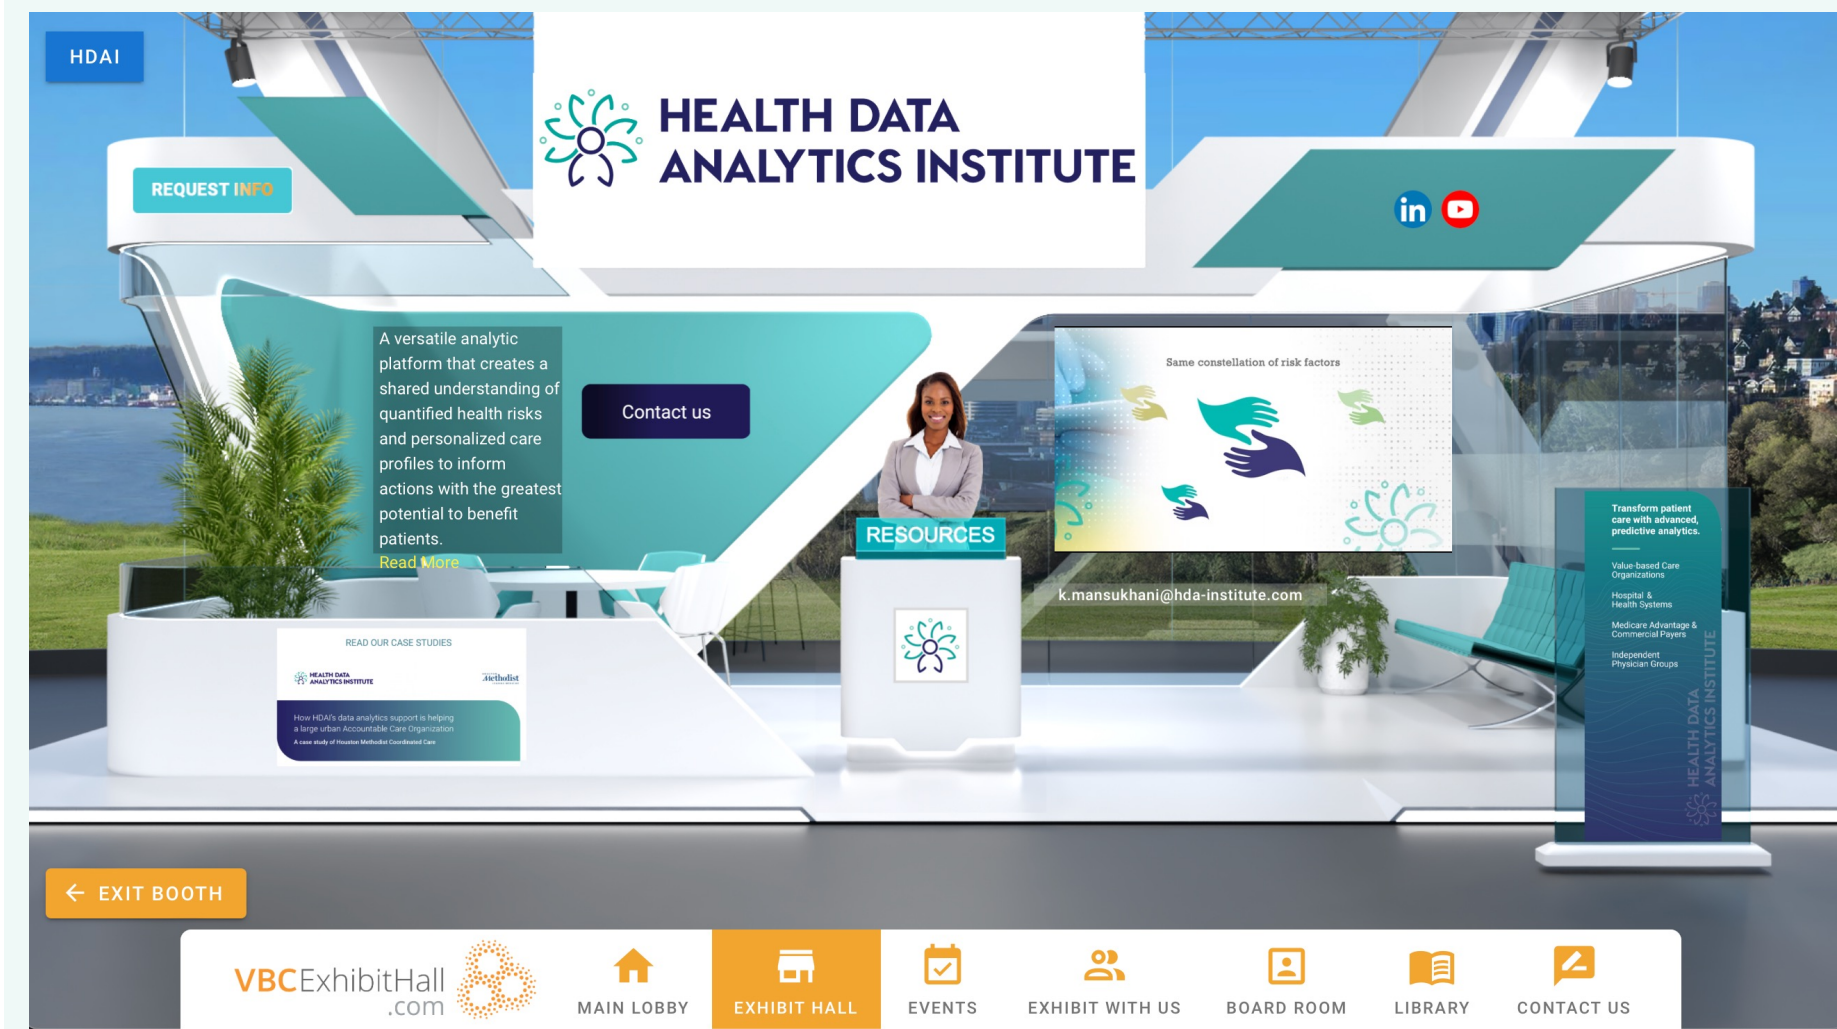 HDAI
HEALTH DATA
ANALYTICS INSTITUTE
REQUEST INFO
in
A versatile analytic
platform that creates a
shared understanding of
quantified health risks
and personalized care
profiles to inform
actions with the greatest
potential to benefit
patients.
Read More
Contact us
Same constellation of risk factors
RESOURCES
k.mansukhani@hda-institute.com
Transform patient
care with advanced,
predictive analytics.
Value-based Care
Organizations
Hospital &
Health Systems
Medicare Advantage &
Commercial Payers
Independent
Physician Groups
HEALTH DATA
ANALYTICS INSTITUTE
READ OUR CASE STUDIES
HEALTH DATA
ANALYTICS INSTITUTE
Methodist
How HDAI's data analytics support is helping
a large urban Accountable Care Organization
A case study of Houston Methodist Coordinated Care
EXIT BOOTH
VBCExhibitHall
.com
MAIN LOBBY
EXHIBIT HALL
EVENTS
EXHIBIT WITH US
BOARD ROOM
LIBRARY
CONTACT US